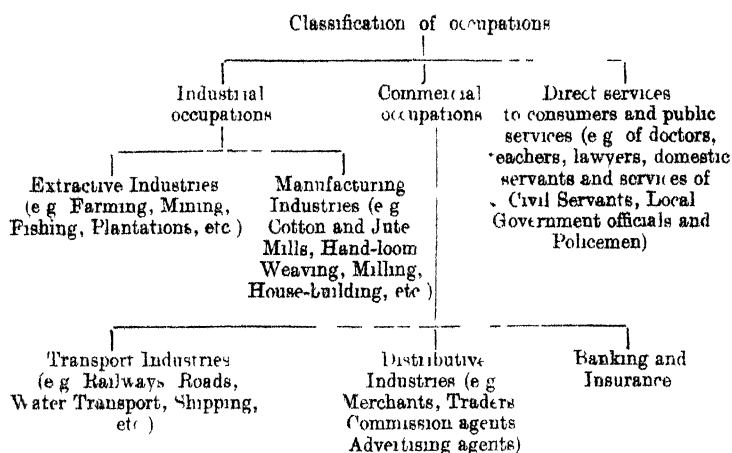 Classification of occupations
Industrial
occupations
Commercial
occupations
Direct services
to consumers and public
services (e g of doctors,
teachers, lawyers, domestic
servants and services of
Civil Servants, Local
Government officials and
Policemen)
Extractive Industries
(e g Farming, Mining,
Fishing, Plantations, etc )
Manufacturing
Industries (e g
Cotton and Jute
Mills, Hand-loom
Weaving, Milling,
House-building, etc )
Transport Industries
(e g Railways Roads,
Water Transport, Shipping,
etc )
Distributive
Industries (e g
Merchants, Traders
Commission agents
Advertising agents)
Banking and
Insurance